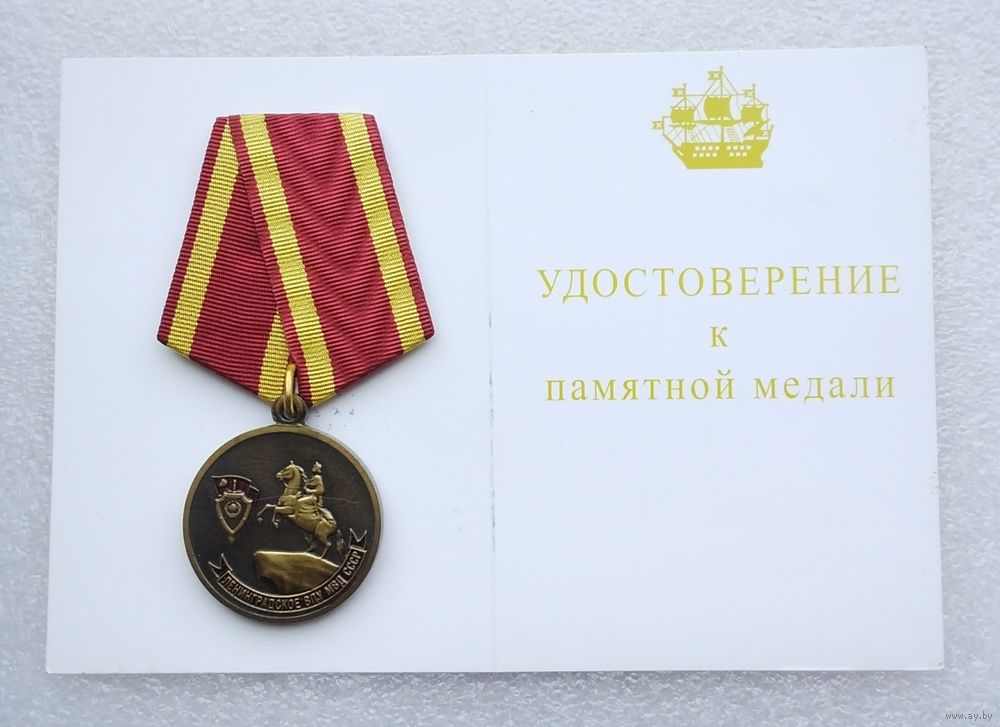 УДОСТОВЕРЕНИЕ
к
памятной медали
ЛЕНИНГРАДСКОЕ ВПУ МВД СССР
www.ay.by